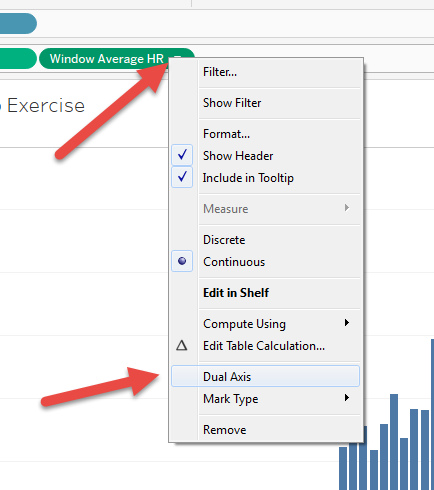 Window Average HR
Exercise
Filter...
Show Filter
Format...
Show Header
Include in Tooltip
Measure
Discrete
Continuous
Edit in Shelf
Compute Using
Edit Table Calculation...
Dual Axis
Mark Type
Remove